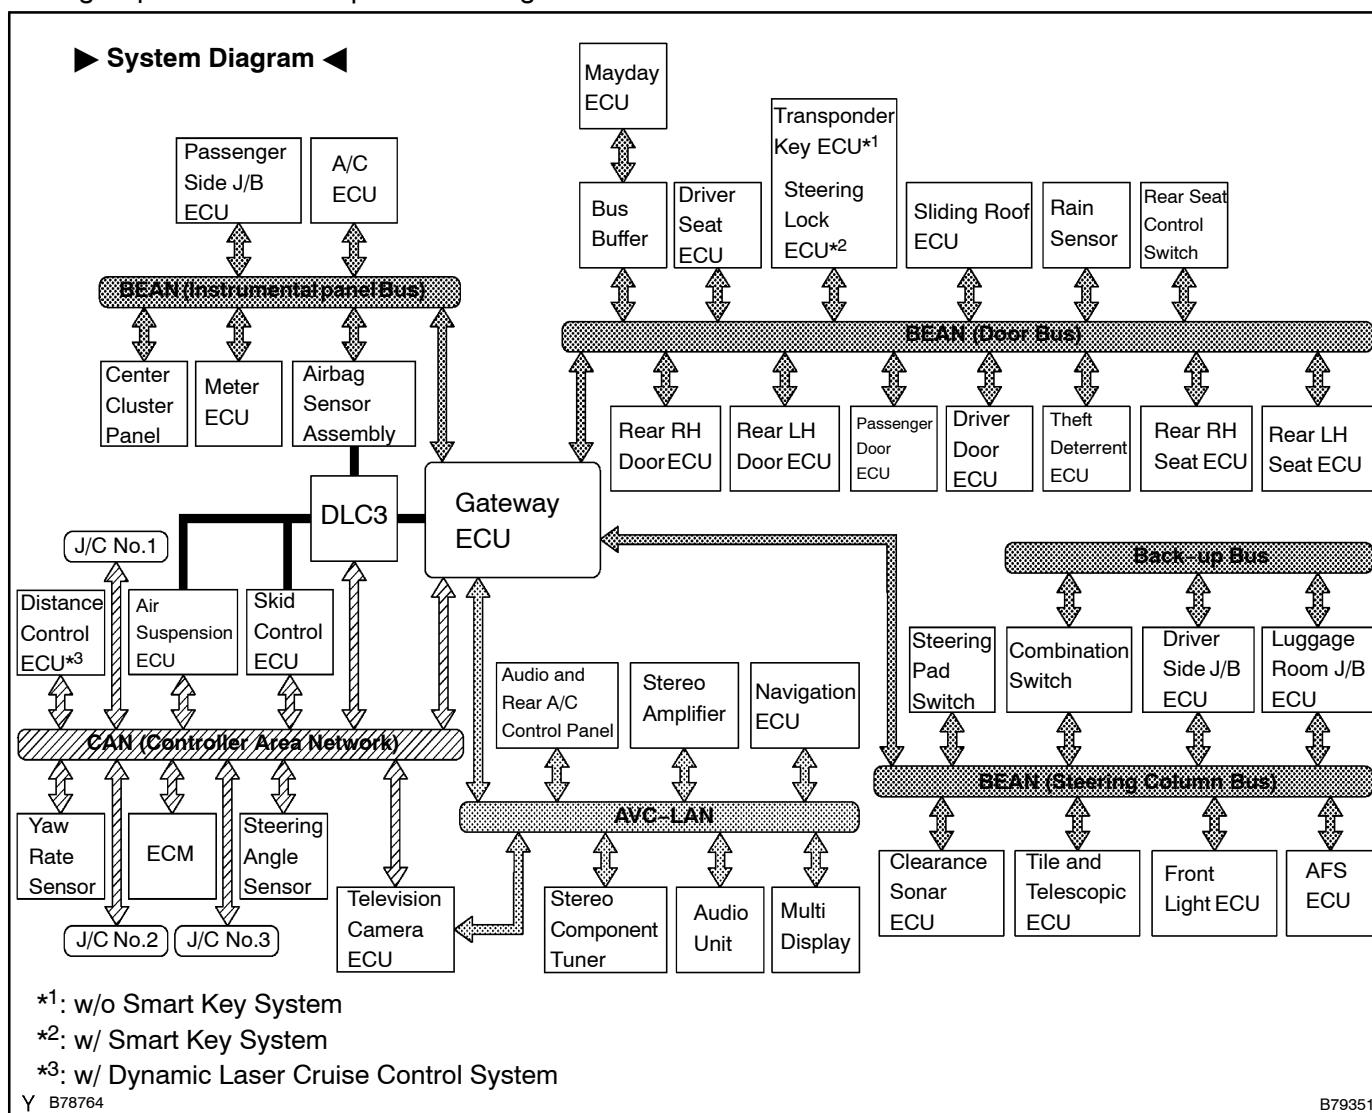 ▶ System Diagram ◀
Mayday
ECU
Transponder
Key ECU*1
Steering
Lock
ECU*2
Passenger
Side J/B
ECU
A/C
ECU
Bus
Buffer
Driver
Seat
ECU
Sliding Roof
ECU
Rain
Sensor
Rear Seat
Control
Switch
BEAN (Instrumental panel Bus)
BEAN (Door Bus)
Center
Cluster
Panel
Meter
ECU
Airbag
Sensor
Assembly
Rear RH
Door ECU
Rear LH
Door ECU
Passenger
Door
ECU
Driver
Door
ECU
Theft
Deterrent
ECU
Rear RH
Seat ECU
Rear LH
Seat ECU
DLC3
Gateway
ECU
J/C No.1
Back-up Bus
Distance
Control
ECU*3
Air
Suspension
ECU
Skid
Control
ECU
Steering
Pad
Switch
Combination
Switch
Driver
Side J/B
ECU
Luggage
Room J/B
ECU
Audio and
Rear A/C
Control Panel
Stereo
Amplifier
Navigation
ECU
CAN (Controller Area Network)
BEAN (Steering Column Bus)
AVC-LAN
Yaw
Rate
Sensor
ECM
Steering
Angle
Sensor
Clearance
Sonar
ECU
Tile and
Telescopic
ECU
Front
Light ECU
AFS
ECU
Television
Camera
ECU
Stereo
Component
Tuner
Audio
Unit
Multi
Display
J/C No.2
J/C No.3
*1: w/o Smart Key System
*2: w/ Smart Key System
*3: w/ Dynamic Laser Cruise Control System
Y B78764
B79351